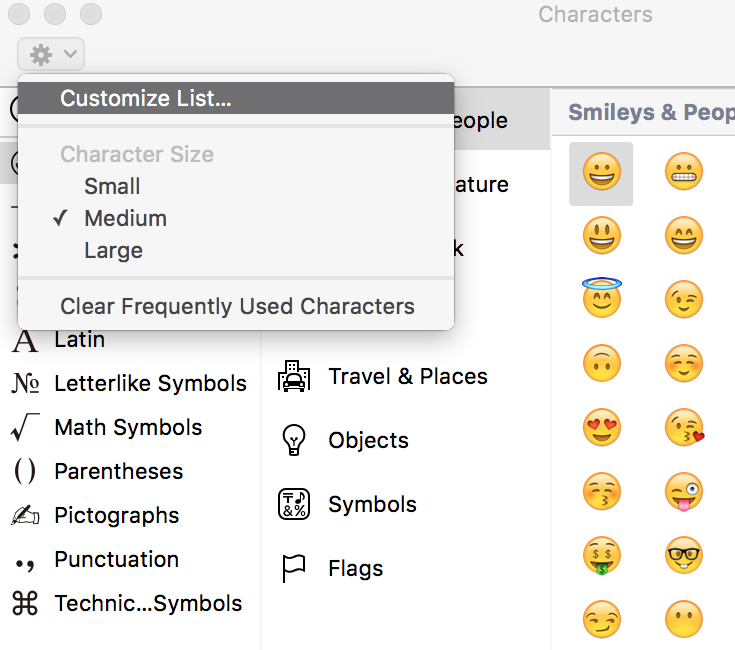 Characters
Customize List...
Character Size
Small
✓ Medium
Large
Clear Frequently Used Characters
Latin
Letterlike Symbols
Math Symbols
Parentheses
Pictographs
Punctuation
Technic...Symbols
eople
ature
k
Travel & Places
Objects
Symbols
Flags
Smileys & Peop